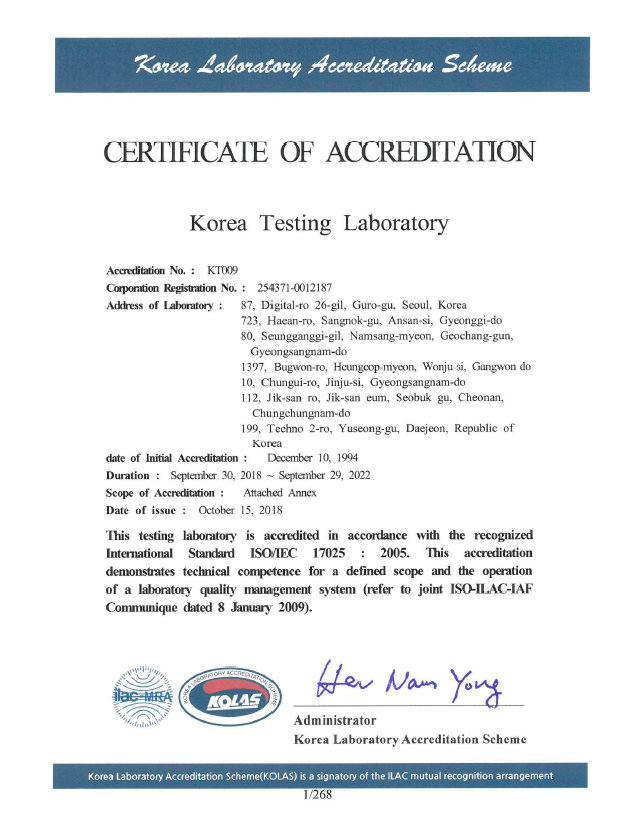 Korea Laboratory Accreditation Scheme
CERTIFICATE OF ACCREDITATION
Korea Testing Laboratory
Accreditation No. : KT009
Corporation Registration No. : 254371-0012187
Address of Laboratory : 87, Digital-ro 26-gil, Guro-gu, Seoul, Korea
723, Haean-ro, Sangnok-gu, Ansan-si, Gyeonggi-do
80, Seungganggi-gil, Namsang-myeon, Geochang-gun,
Gyeongsangnam-do
1397, Bugwon-ro, Heungeop-myeon, Wonju-si, Gangwon do
10, Chungui-ro, Jinju-si, Gyeongsangnam-do
112, Jik-san ro, Jik-san eum, Seobuk gu, Cheonan,
Chungchungnam-do
199, Techno 2-ro, Yuseong-gu, Daejeon, Republic of
Korea
date of Initial Accreditation : December 10, 1994
Duration : September 30, 2018 ~ September 29, 2022
Scope of Accreditation : Attached Annex
Date of issue : October 15, 2018
This testing laboratory is accredited in accordance with the recognized
International Standard ISO/IEC 17025 : 2005. This accreditation
demonstrates technical competence for a defined scope and the operation
of a laboratory quality management system (refer to joint ISO-ILAC-IAF
Communique dated 8 January 2009).
ilac-MRA
KOREA LABORATORY ACCREDITATION SCHEME
KOLAS
Her Nam Yong
Administrator
Korea Laboratory Accreditation Scheme
Korea Laboratory Accreditation Scheme(KOLAS) is a signatory of the ILAC mutual recognition arrangement
1/268